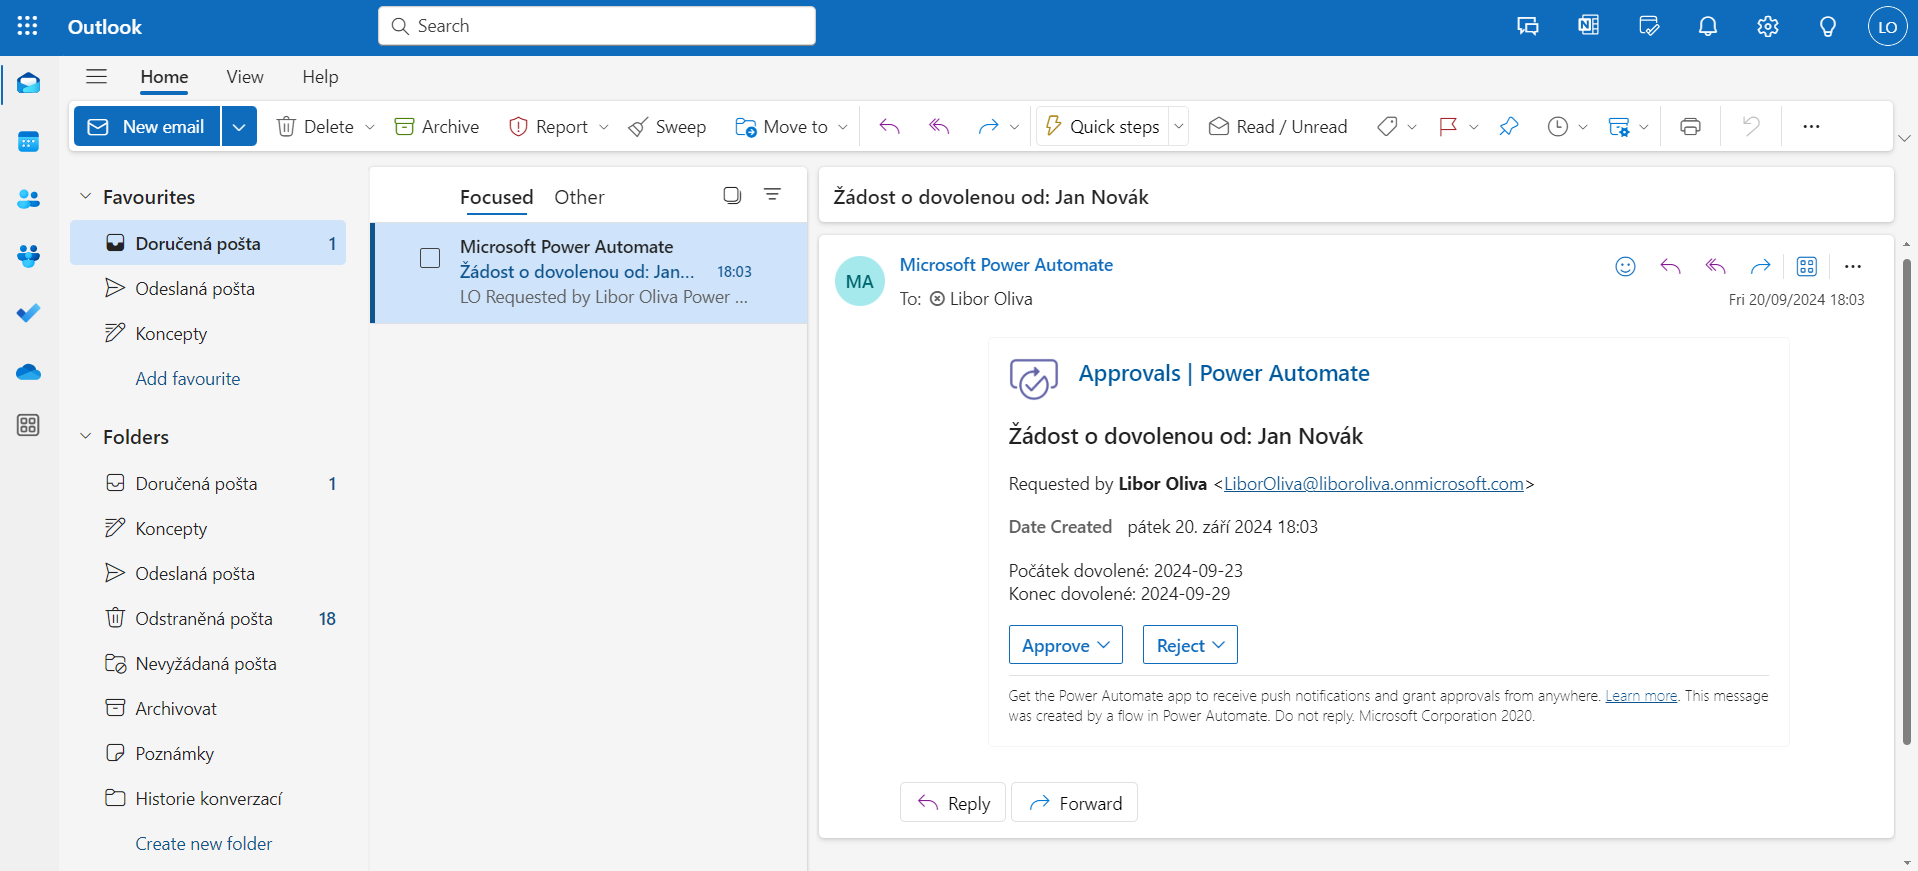 Outlook
Search
LO
Home View Help
New email Delete Archive Report Sweep Move to Quick steps Read / Unread
Favourites
Doručená pošta 1
Odeslaná pošta
Koncepty
Add favourite
Folders
Doručená pošta 1
Koncepty
Odeslaná pošta
Odstraněná pošta 18
Nevyžádaná pošta
Archivovat
Poznámky
Historie konverzací
Create new folder
Focused Other
Microsoft Power Automate
Žádost o dovolenou od: Jan... 18:03
LO Requested by Libor Oliva Power ...
Žádost o dovolenou od: Jan Novák
MA
Microsoft Power Automate
To: Libor Oliva
Fri 20/09/2024 18:03
Approvals | Power Automate
Žádost o dovolenou od: Jan Novák
Requested by Libor Oliva <LiborOliva@liboroliva.onmicrosoft.com>
Date Created pátek 20. září 2024 18:03
Počátek dovolené: 2024-09-23
Konec dovolené: 2024-09-29
Approve Reject
Get the Power Automate app to receive push notifications and grant approvals from anywhere. Learn more. This message
was created by a flow in Power Automate. Do not reply. Microsoft Corporation 2020.
Reply Forward